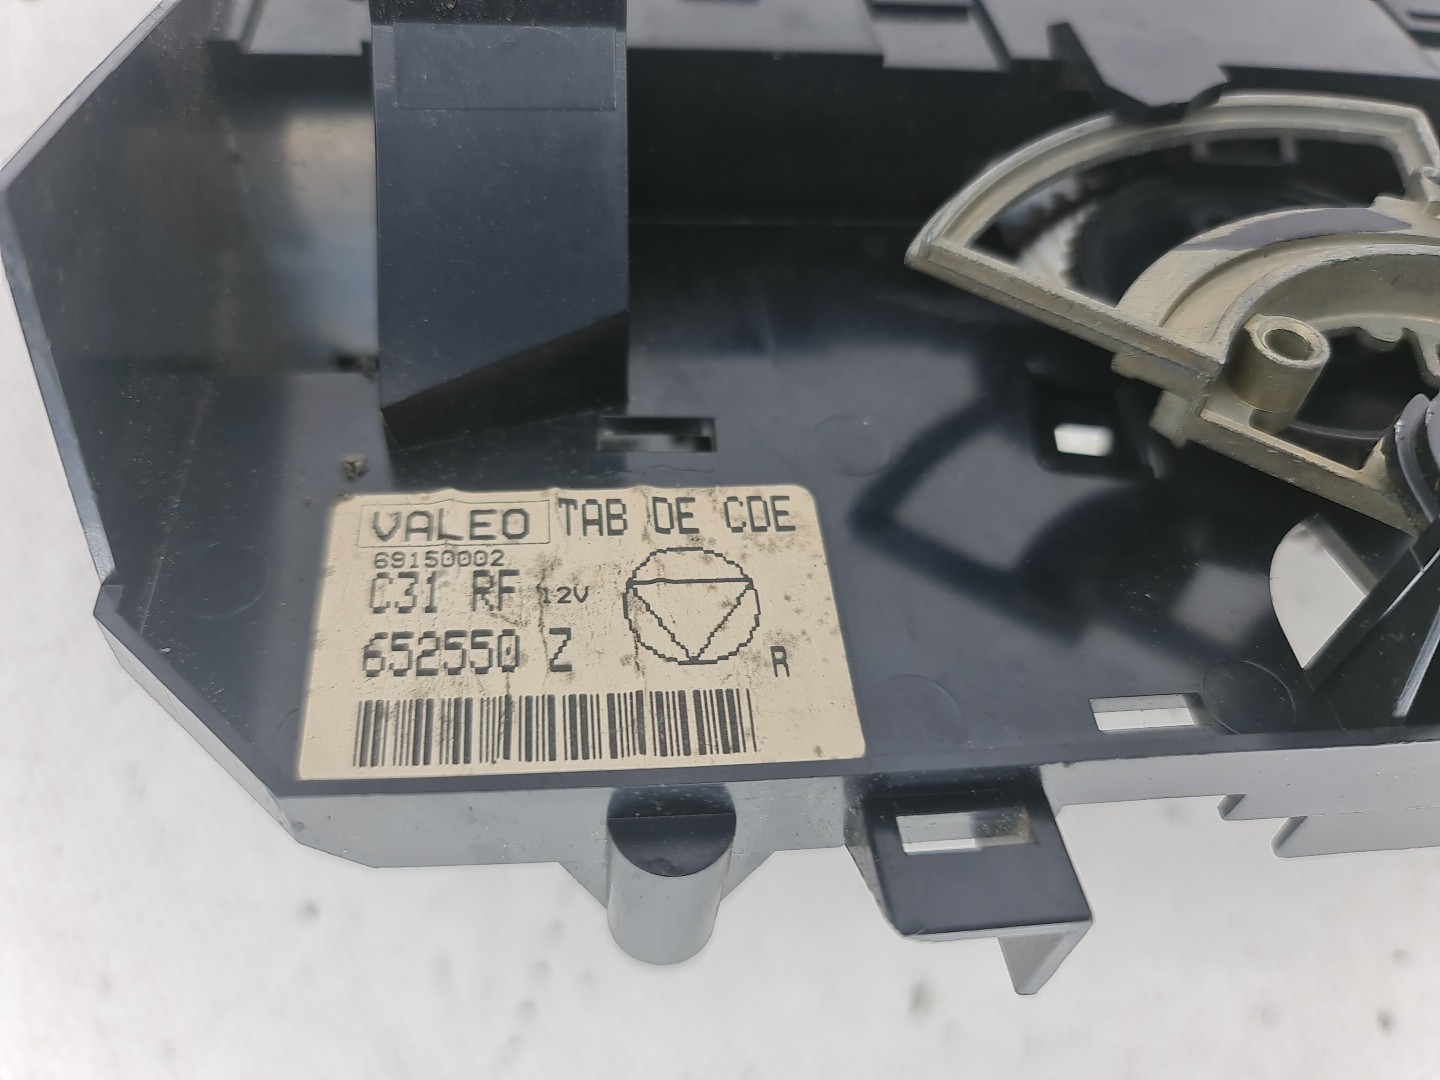 VALEO TAB DE CDE
69150002
C31 RF 12V
652550 Z
R